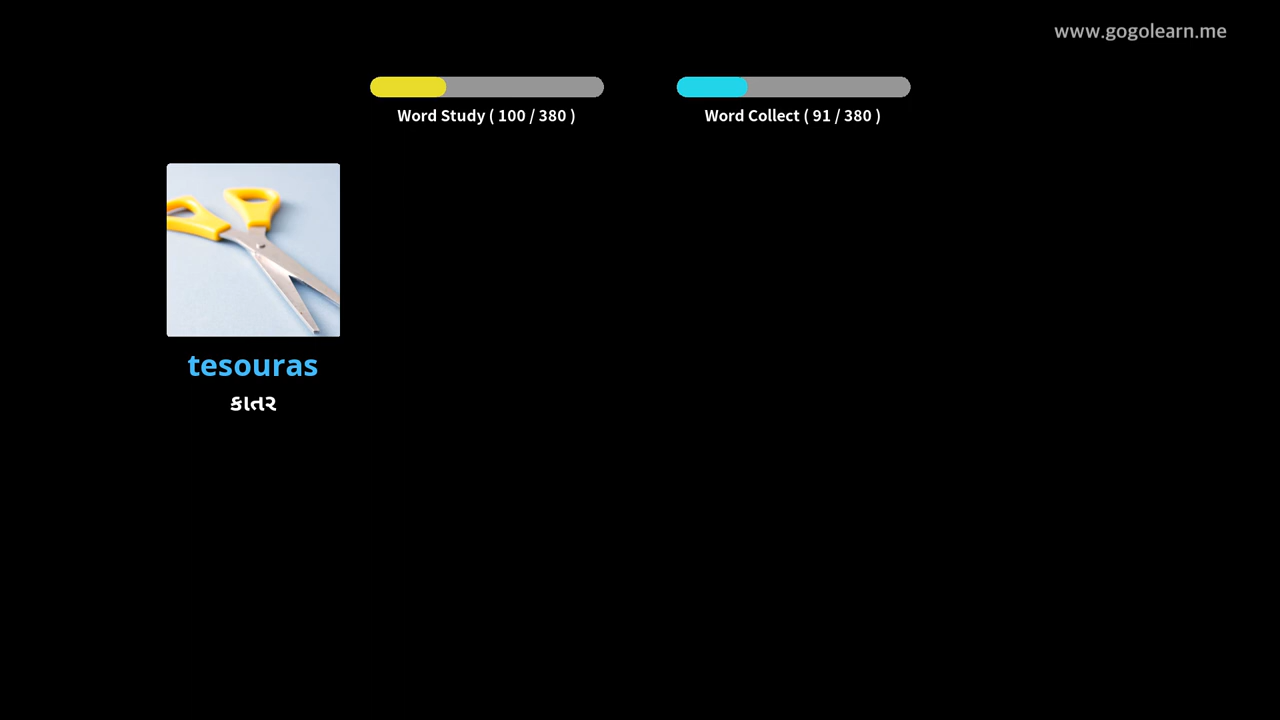 www.gogolearn.me
Word Study ( 100 / 380 )
Word Collect ( 91 / 380 )
tesouras
કાતર